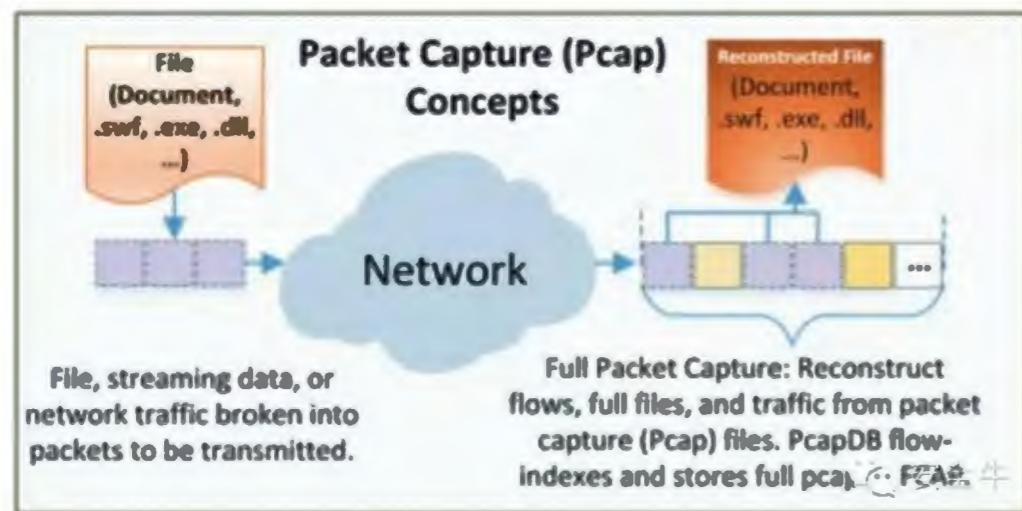 Packet Capture (Pcap)
Concepts
File
(Document,
.swf, .exe, .dll,
...)
Reconstructed File
(Document,
.swf, .exe, .dll,
...)
Network
...
File, streaming data, or
network traffic broken into
packets to be transmitted.
Full Packet Capture: Reconstruct
flows, full files, and traffic from packet
capture (Pcap) files. PcapDB flow-
indexes and stores full pcap
牛